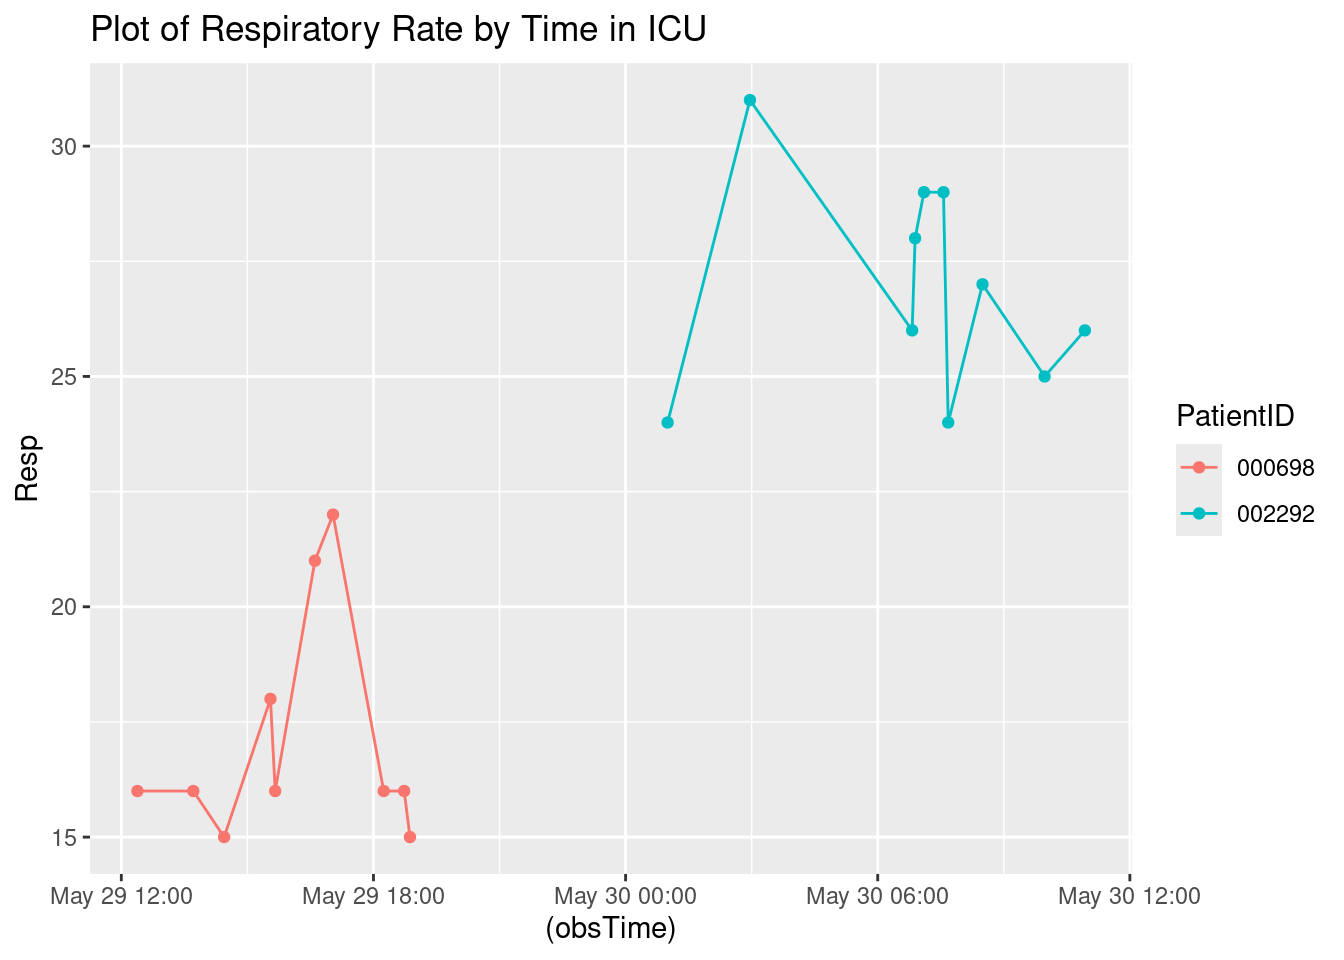 Plot of Respiratory Rate by Time in ICU
30
25
20
15
Resp
May 29 12:00
May 29 18:00
May 30 00:00
May 30 06:00
May 30 12:00
(obsTime)
PatientID
000698
002292